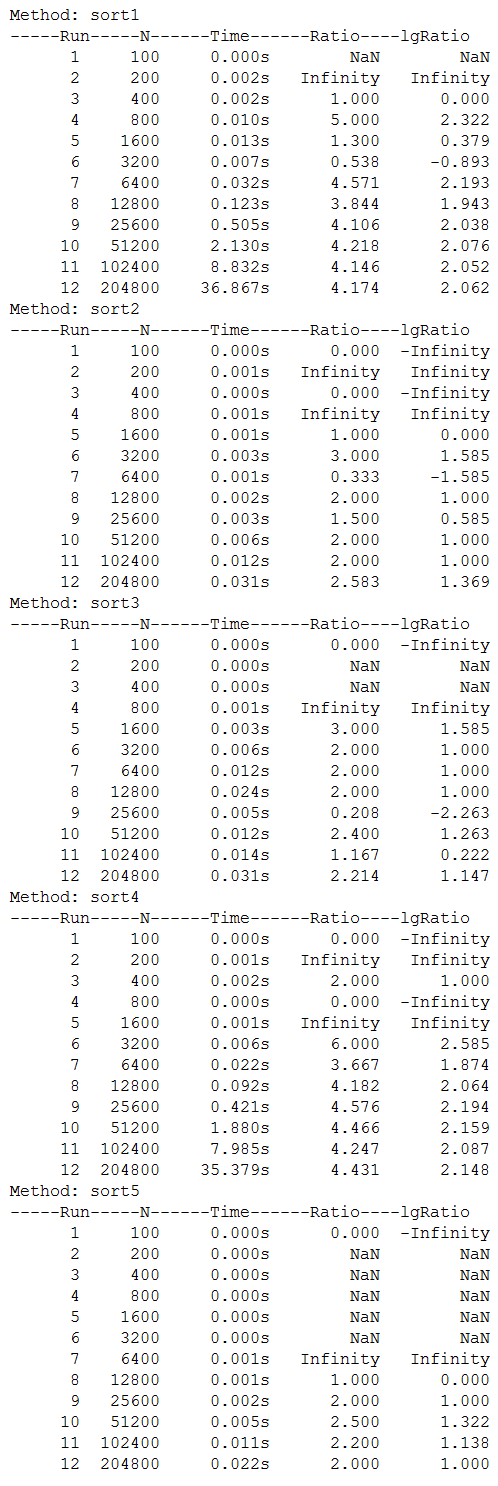 Method: sort1
-----Run-----N------Time------Ratio----lgRatio
1 100 0.000s NaN NaN
2 200 0.002s Infinity Infinity
3 400 0.002s 1.000 0.000
4 800 0.010s 5.000 2.322
5 1600 0.013s 1.300 0.379
6 3200 0.007s 0.538 -0.893
7 6400 0.032s 4.571 2.193
8 12800 0.123s 3.844 1.943
9 25600 0.505s 4.106 2.038
10 51200 2.130s 4.218 2.076
11 102400 8.832s 4.146 2.052
12 204800 36.867s 4.174 2.062
Method: sort2
-----Run-----N------Time------Ratio----lgRatio
1 100 0.000s 0.000 -Infinity
2 200 0.001s Infinity Infinity
3 400 0.000s 0.000 -Infinity
4 800 0.001s Infinity Infinity
5 1600 0.001s 1.000 0.000
6 3200 0.003s 3.000 1.585
7 6400 0.001s 0.333 -1.585
8 12800 0.002s 2.000 1.000
9 25600 0.003s 1.500 0.585
10 51200 0.006s 2.000 1.000
11 102400 0.012s 2.000 1.000
12 204800 0.031s 2.583 1.369
Method: sort3
-----Run-----N------Time------Ratio----lgRatio
1 100 0.000s 0.000 -Infinity
2 200 0.000s NaN NaN
3 400 0.000s NaN NaN
4 800 0.001s Infinity Infinity
5 1600 0.003s 3.000 1.585
6 3200 0.006s 2.000 1.000
7 6400 0.012s 2.000 1.000
8 12800 0.024s 2.000 1.000
9 25600 0.005s 0.208 -2.263
10 51200 0.012s 2.400 1.263
11 102400 0.014s 1.167 0.222
12 204800 0.031s 2.214 1.147
Method: sort4
-----Run-----N------Time------Ratio----lgRatio
1 100 0.000s 0.000 -Infinity
2 200 0.001s Infinity Infinity
3 400 0.002s 2.000 1.000
4 800 0.000s 0.000 -Infinity
5 1600 0.001s Infinity Infinity
6 3200 0.006s 6.000 2.585
7 6400 0.022s 3.667 1.874
8 12800 0.092s 4.182 2.064
9 25600 0.421s 4.576 2.194
10 51200 1.880s 4.466 2.159
11 102400 7.985s 4.247 2.087
12 204800 35.379s 4.431 2.148
Method: sort5
-----Run-----N------Time------Ratio----lgRatio
1 100 0.000s 0.000 -Infinity
2 200 0.000s NaN NaN
3 400 0.000s NaN NaN
4 800 0.000s NaN NaN
5 1600 0.000s NaN NaN
6 3200 0.000s NaN NaN
7 6400 0.001s Infinity Infinity
8 12800 0.001s 1.000 0.000
9 25600 0.002s 2.000 1.000
10 51200 0.005s 2.500 1.322
11 102400 0.011s 2.200 1.138
12 204800 0.022s 2.000 1.000